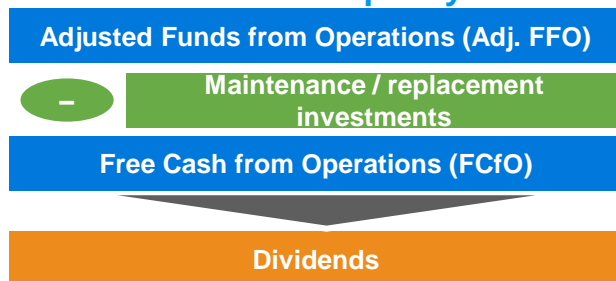 Adjusted Funds from Operations (Adj. FFO)
–
Maintenance / replacement
investments
Free Cash from Operations (FCfO)
Dividends